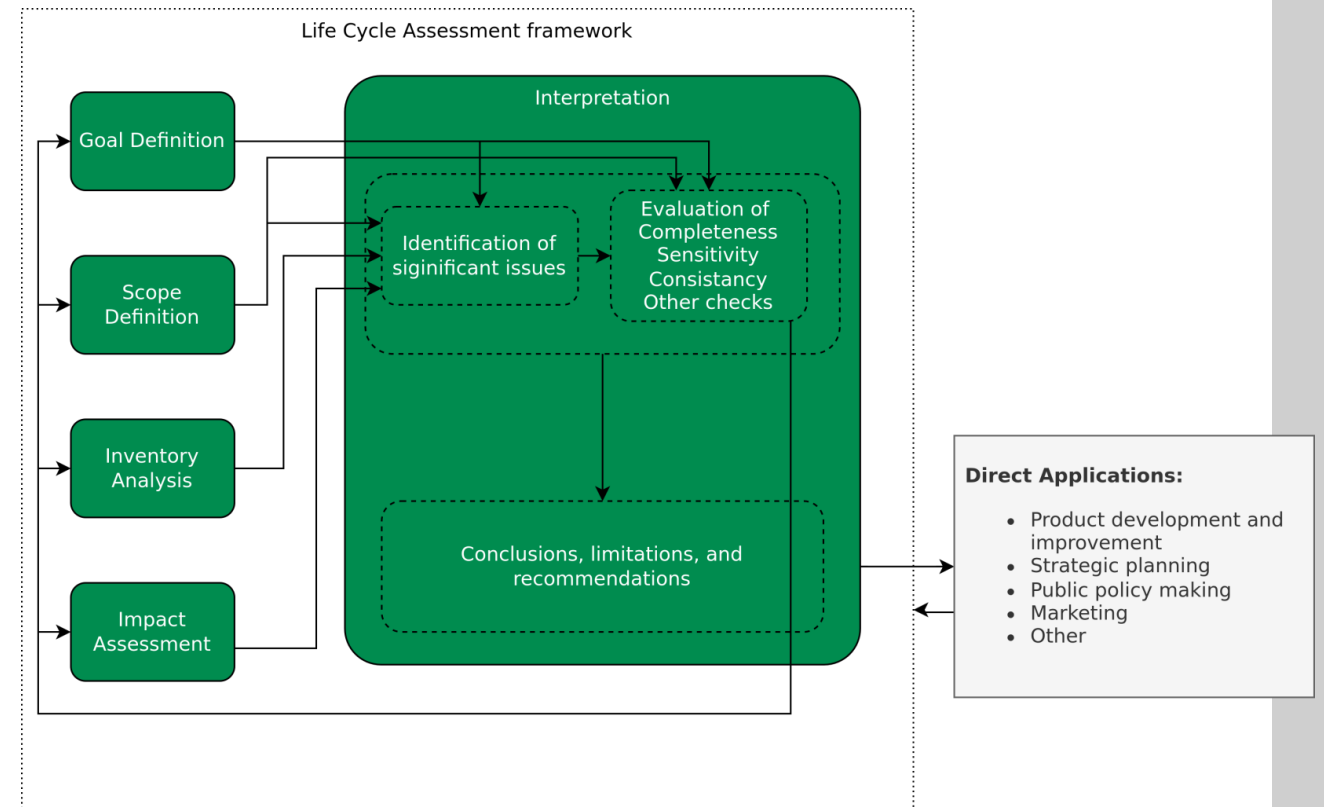 Life Cycle Assessment framework
Interpretation
Goal Definition
Scope
Definition
Inventory
Analysis
Impact
Assessment
Identification of
siginificant issues
Evaluation of
Completeness
Sensitivity
Consistancy
Other checks
Conclusions, limitations, and
recommendations
Direct Applications:
• Product development and
improvement
• Strategic planning
• Public policy making
• Marketing
• Other